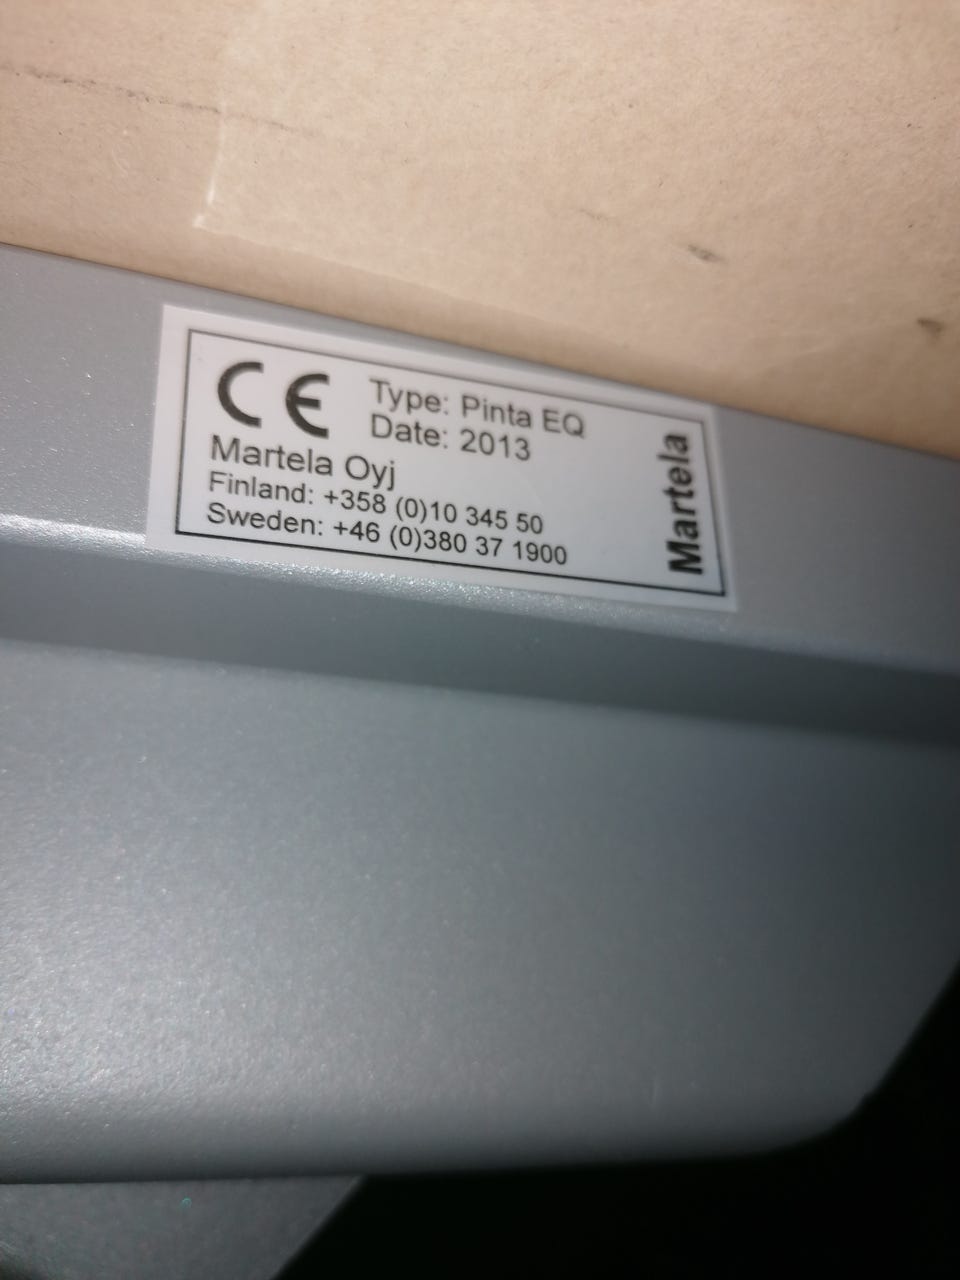 CE
Type: Pinta EQ
Date: 2013
Martela Oyj
Finland: +358 (0)10 345 50
Sweden: +46 (0)380 37 1900
Martela